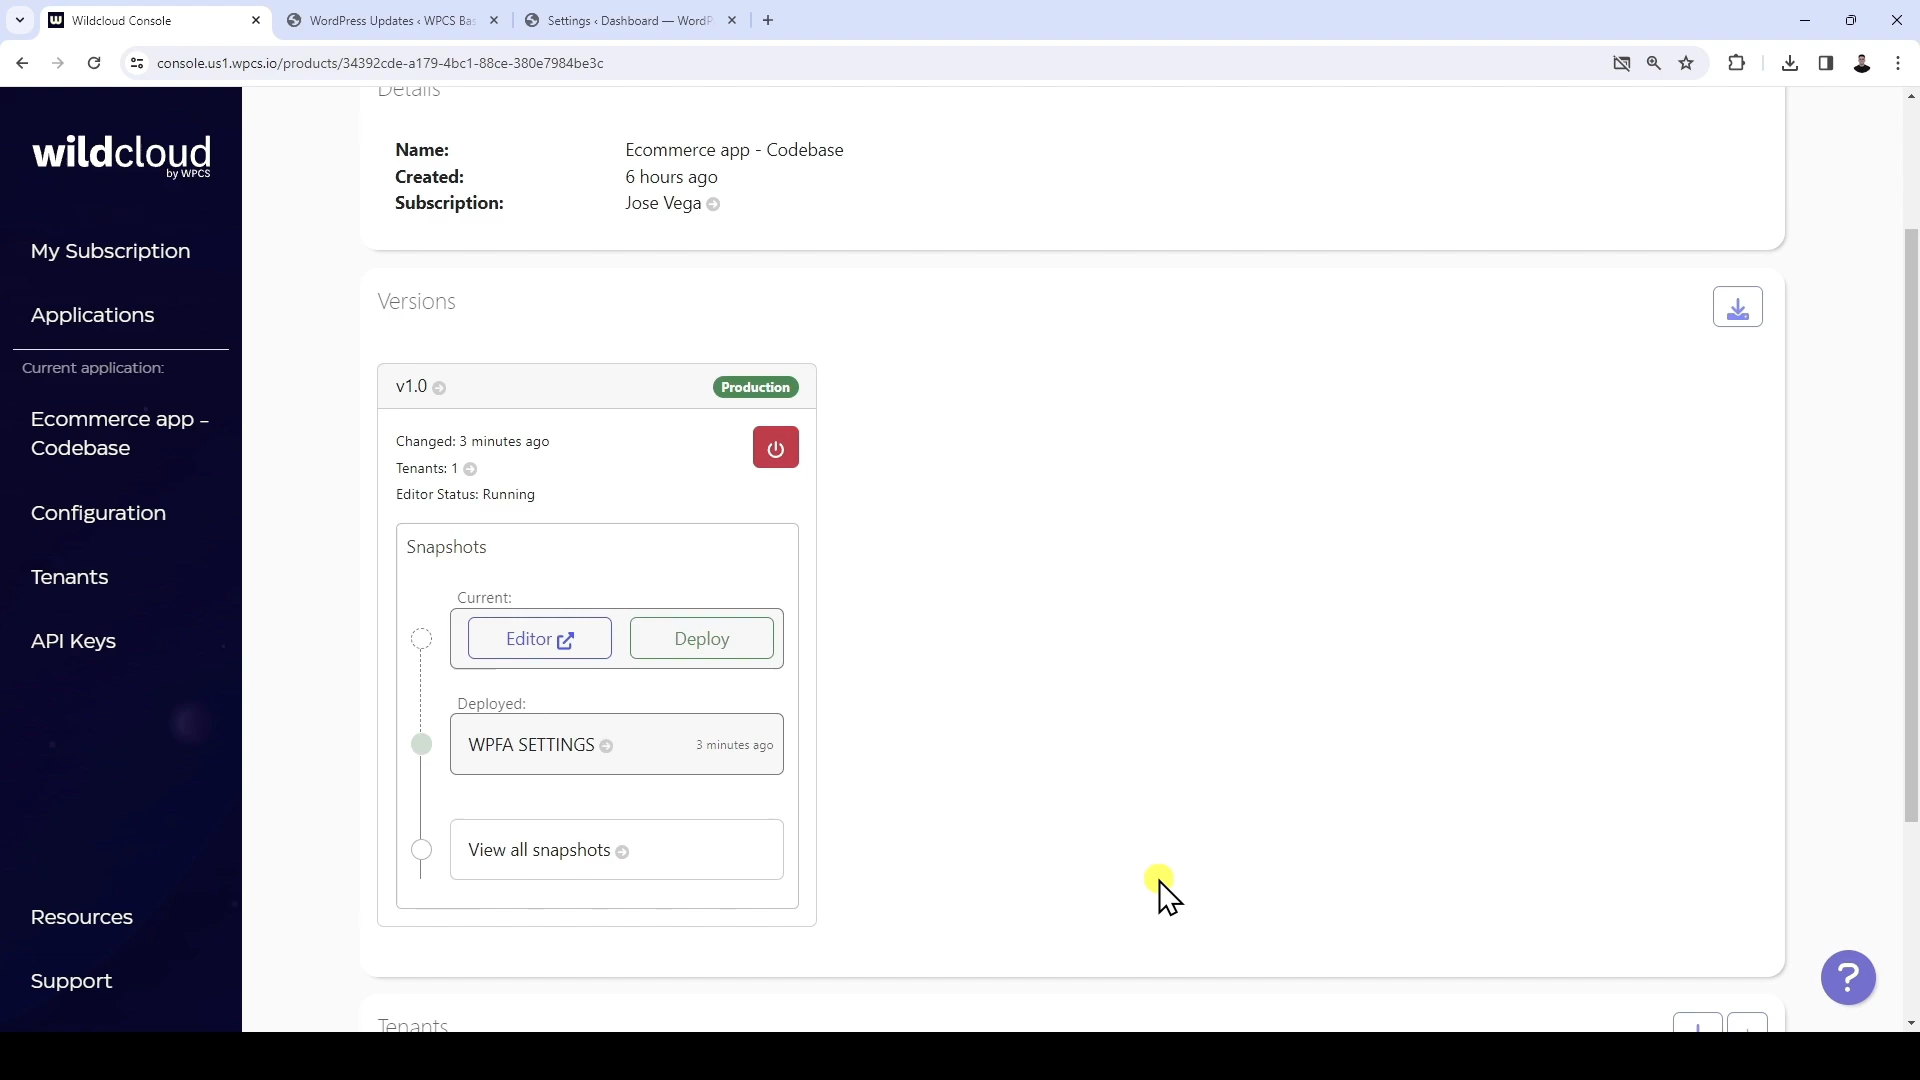 Wildcloud Console
WordPress Updates ‹ WPCS Bas
Settings ‹ Dashboard — WordP
console.us1.wpcs.io/products/34392cde-a179-4bc1-88ce-380e7984be3c
wildcloud
by WPCS
My Subscription
Applications
Current application:
Ecommerce app -
Codebase
Configuration
Tenants
API Keys
Resources
Support
Details
Name: Ecommerce app - Codebase
Created: 6 hours ago
Subscription: Jose Vega
Versions
v1.0 Production
Changed: 3 minutes ago
Tenants: 1
Editor Status: Running
Snapshots
Current:
Editor Deploy
Deployed:
WPFA SETTINGS 3 minutes ago
View all snapshots
Tenants
?